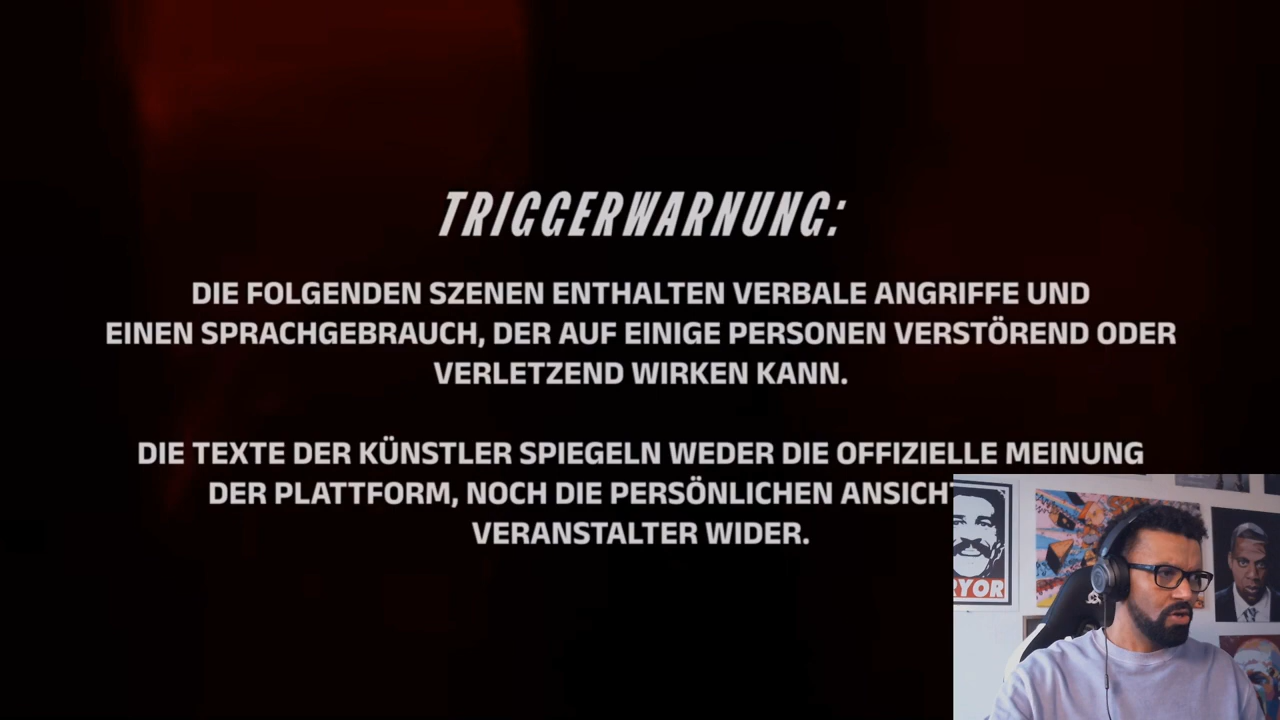 TRIGGERWARNUNG:
DIE FOLGENDEN SZENEN ENTHALTEN VERBALE ANGRIFFE UND
EINEN SPRACHGEBRAUCH, DER AUF EINIGE PERSONEN VERSTÖREND ODER
VERLETZEND WIRKEN KANN.
DIE TEXTE DER KÜNSTLER SPIEGELN WEDER DIE OFFIZIELLE MEINUNG
DER PLATTFORM, NOCH DIE PERSÖNLICHEN
VERANSTALTER WIDER.